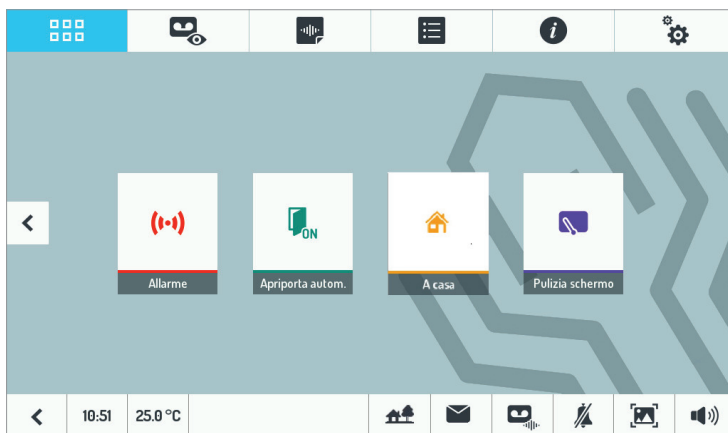 ON
Allarme
Apriporta autom.
A casa
Pulizia schermo
10:51
25.0 °C